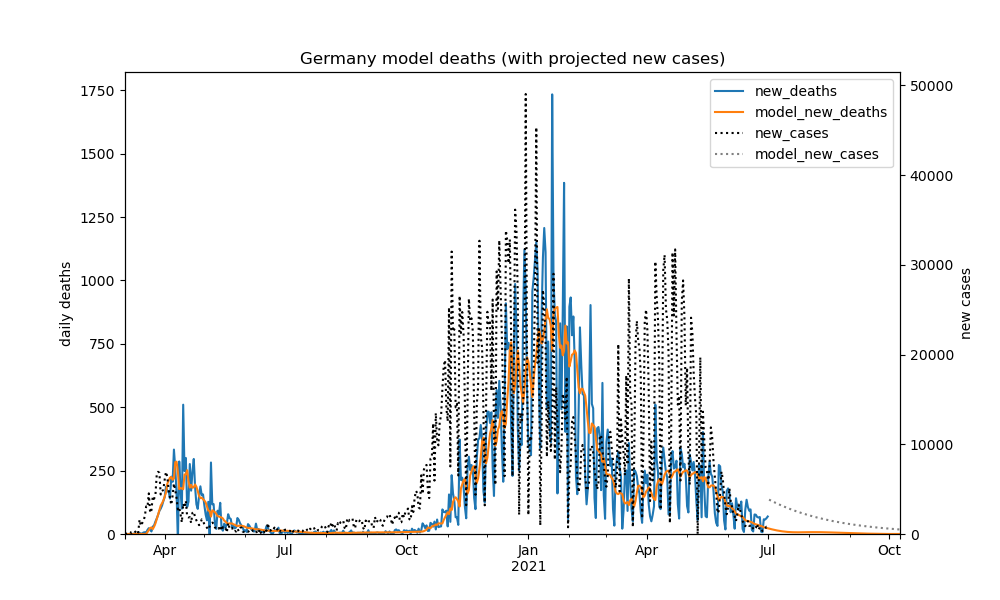 Germany model deaths (with projected new cases)
new_deaths
model_new_deaths
new_cases
model_new_cases
daily deaths
1750
1500
1250
1000
750
500
250
0
50000
40000
30000
20000
10000
0
new cases
Apr Jul Oct Jan Apr Jul Oct
2021